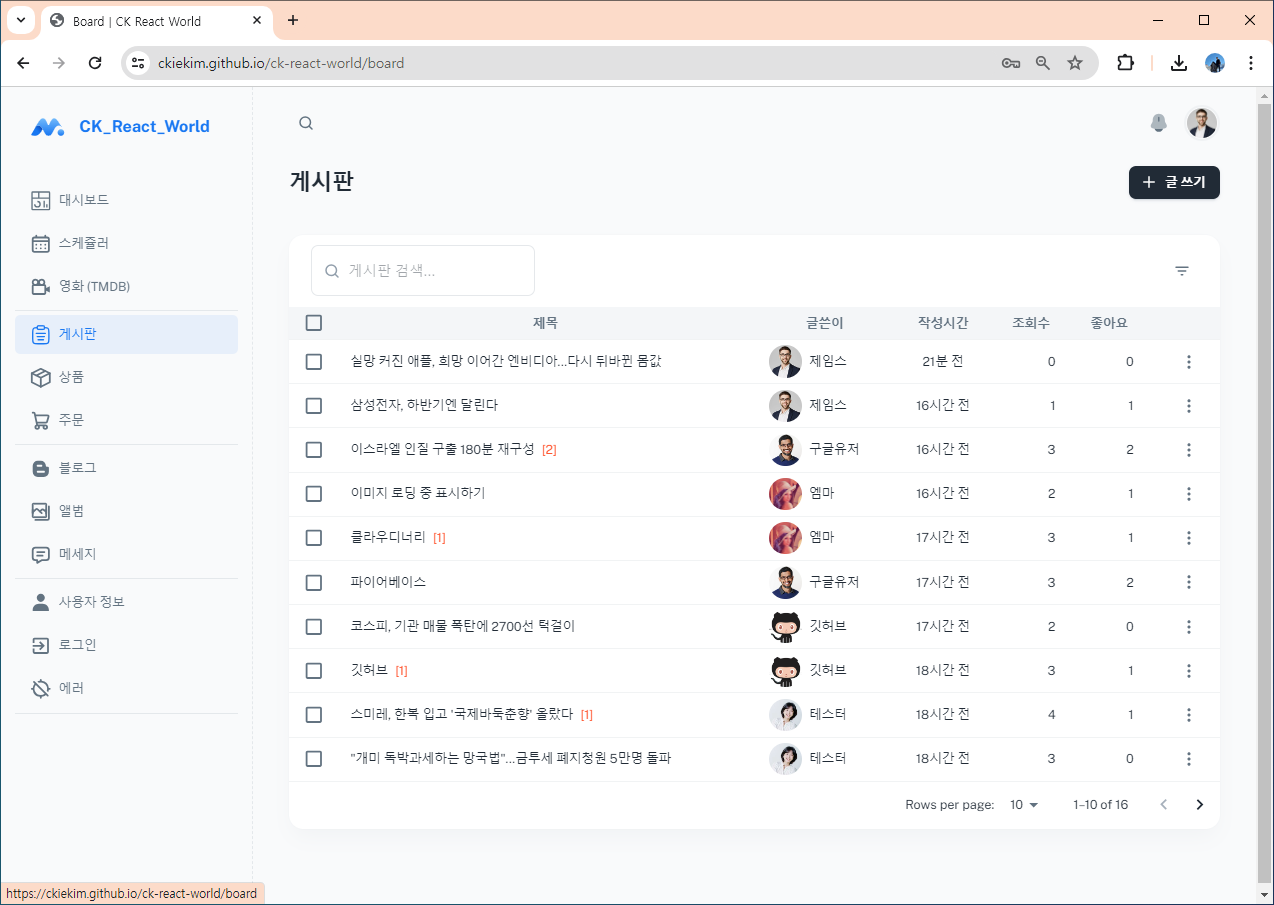 Board | CK React World
ckiekim.github.io/ck-react-world/board
CK_React_World
대시보드
스케쥴러
영화 (TMDB)
게시판
상품
주문
블로그
앨범
메세지
사용자 정보
로그인
에러
게시판
+ 글 쓰기
게시판 검색...
제목 글쓴이 작성시간 조회수 좋아요
실망 커진 애플, 희망 이어간 엔비디아…다시 뒤바뀐 몸값 제임스 21분 전 0 0
삼성전자, 하반기엔 달린다 제임스 16시간 전 1 1
이스라엘 인질 구출 180분 재구성 [2] 구글유저 16시간 전 3 2
이미지 로딩 중 표시하기 엠마 16시간 전 2 1
클라우디너리 [1] 엠마 17시간 전 3 1
파이어베이스 구글유저 17시간 전 3 2
코스피, 기관 매물 폭탄에 2700선 턱걸이 깃허브 17시간 전 2 0
깃허브 [1] 깃허브 18시간 전 3 1
스미레, 한복 입고 '국제바둑춘향' 올랐다 [1] 테스터 18시간 전 4 1
"개미 독박과세하는 망국법"…금투세 폐지청원 5만명 돌파 테스터 18시간 전 3 0
Rows per page: 10 1–10 of 16
https://ckiekim.github.io/ck-react-world/board